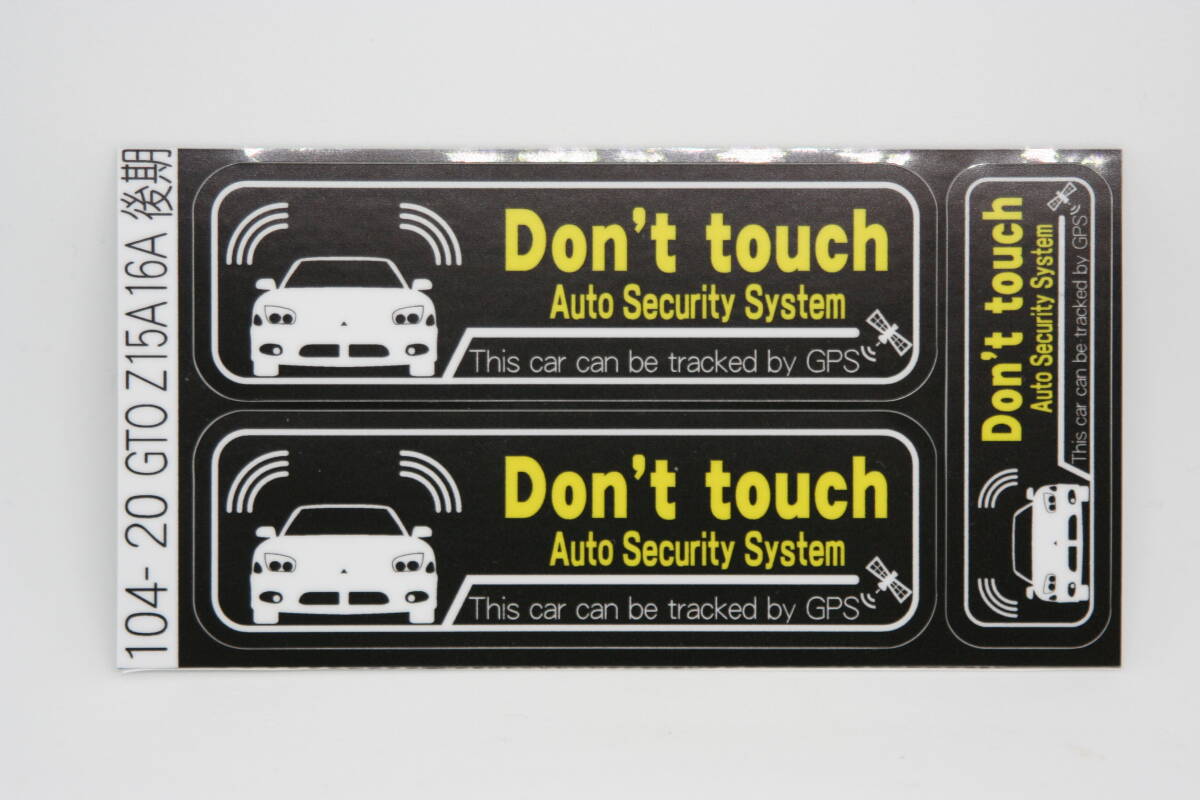 104- 20 GTO Z15A16A 後期
Don't touch
Auto Security System
This car can be tracked by GPS
Don't touch
Auto Security System
This car can be tracked by GPS
Don't touch
Auto Security System
This car can be tracked by GPS